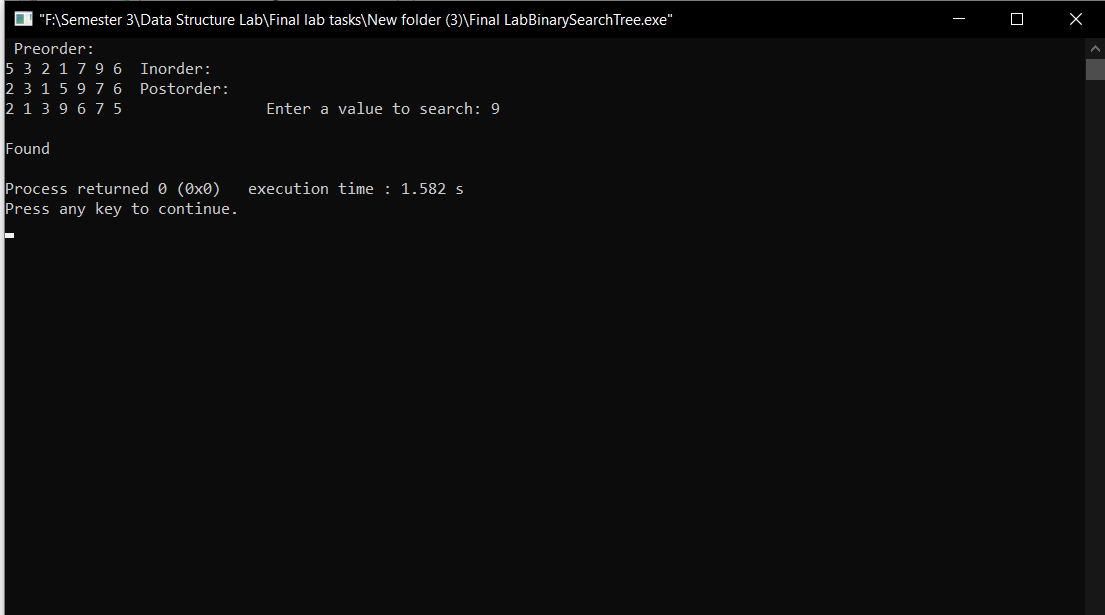 "F:\Semester 3\Data Structure Lab\Final lab tasks\New folder (3)\Final LabBinarySearchTree.exe"
Preorder:
5 3 2 1 7 9 6  Inorder:
2 3 1 5 9 7 6  Postorder:
2 1 3 9 6 7 5                Enter a value to search: 9
Found
Process returned 0 (0x0)   execution time : 1.582 s
Press any key to continue.